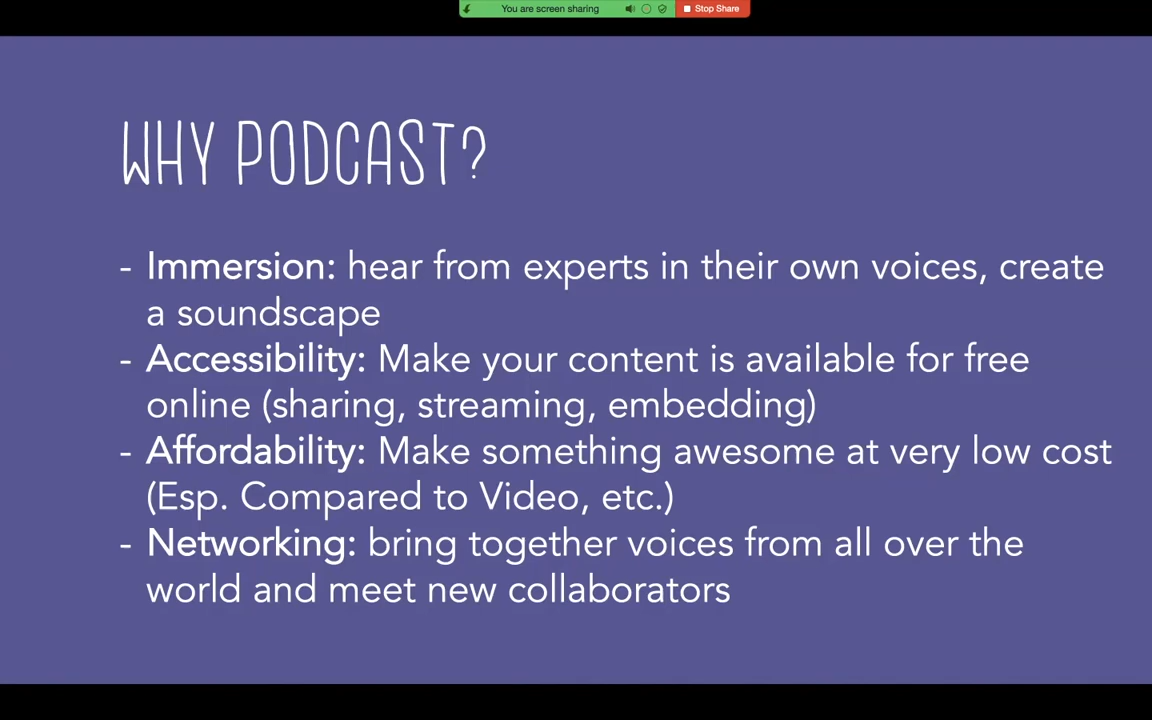 You are screen sharing
Stop Share
WHY PODCAST?
- Immersion: hear from experts in their own voices, create
a soundscape
- Accessibility: Make your content is available for free
online (sharing, streaming, embedding)
- Affordability: Make something awesome at very low cost
(Esp. Compared to Video, etc.)
- Networking: bring together voices from all over the
world and meet new collaborators